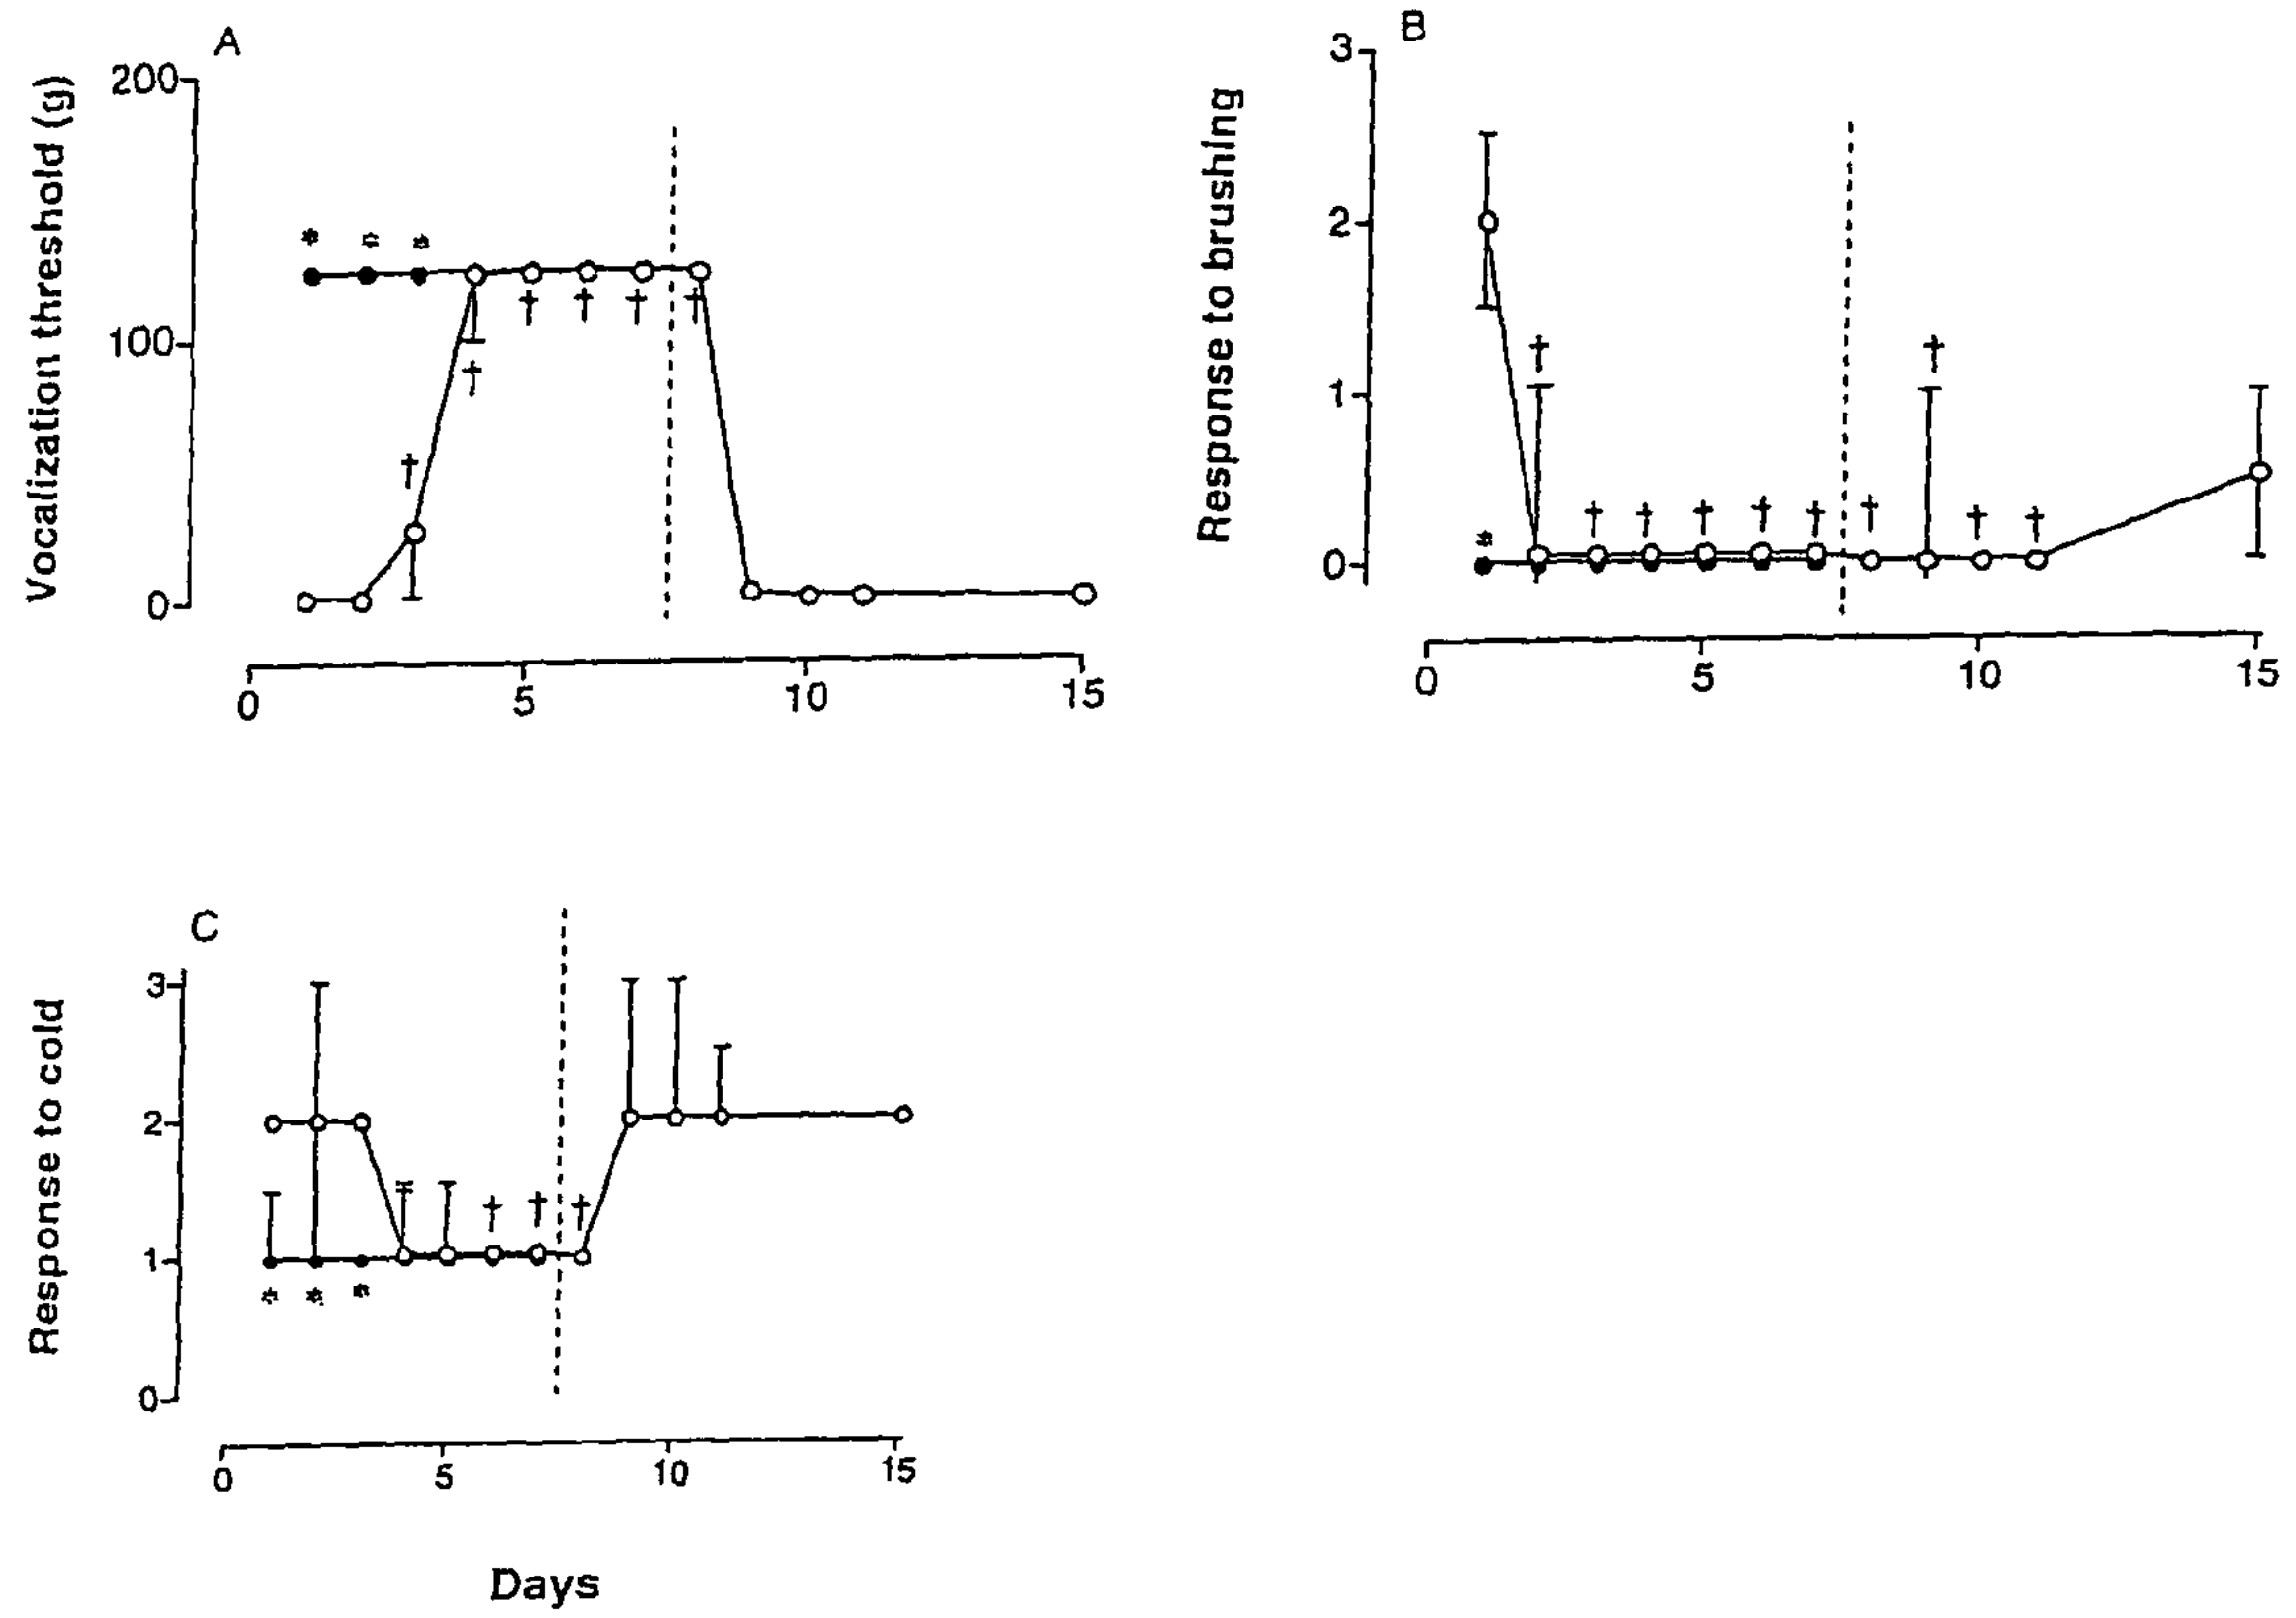 A
Vocalization threshold (g)
200
100
0
* = *
† † † † † †
0 5 10 15
B
Response to brushing
3
2
1
0
*
† † † † † † † † † †
0 5 10 15
C
Response to cold
3
2
1
0
† † †
* * *
0 5 10 15
Days